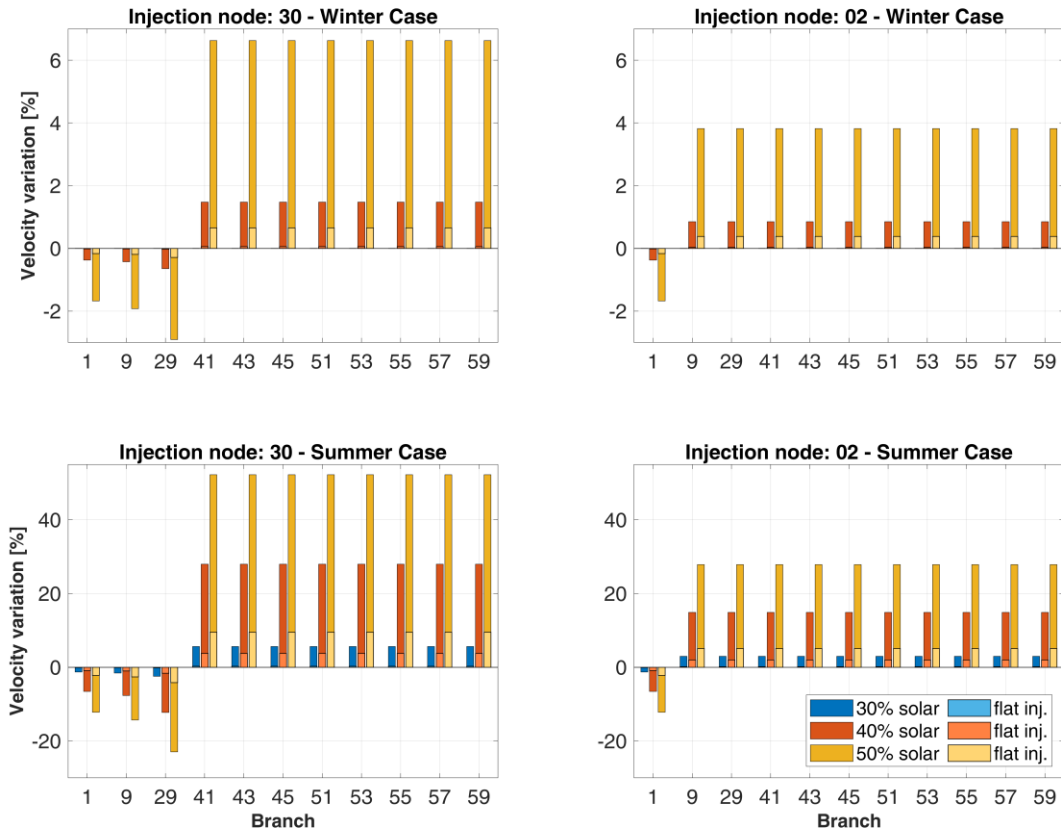 Injection node: 30 - Winter Case
Velocity variation [%]
6
4
2
0
-2
1 9 29 41 43 45 51 53 55 57 59
Injection node: 02 - Winter Case
6
4
2
0
-2
1 9 29 41 43 45 51 53 55 57 59
Injection node: 30 - Summer Case
Velocity variation [%]
40
20
0
-20
1 9 29 41 43 45 51 53 55 57 59
Branch
Injection node: 02 - Summer Case
40
20
0
-20
30% solar flat inj.
40% solar flat inj.
50% solar flat inj.
1 9 29 41 43 45 51 53 55 57 59
Branch